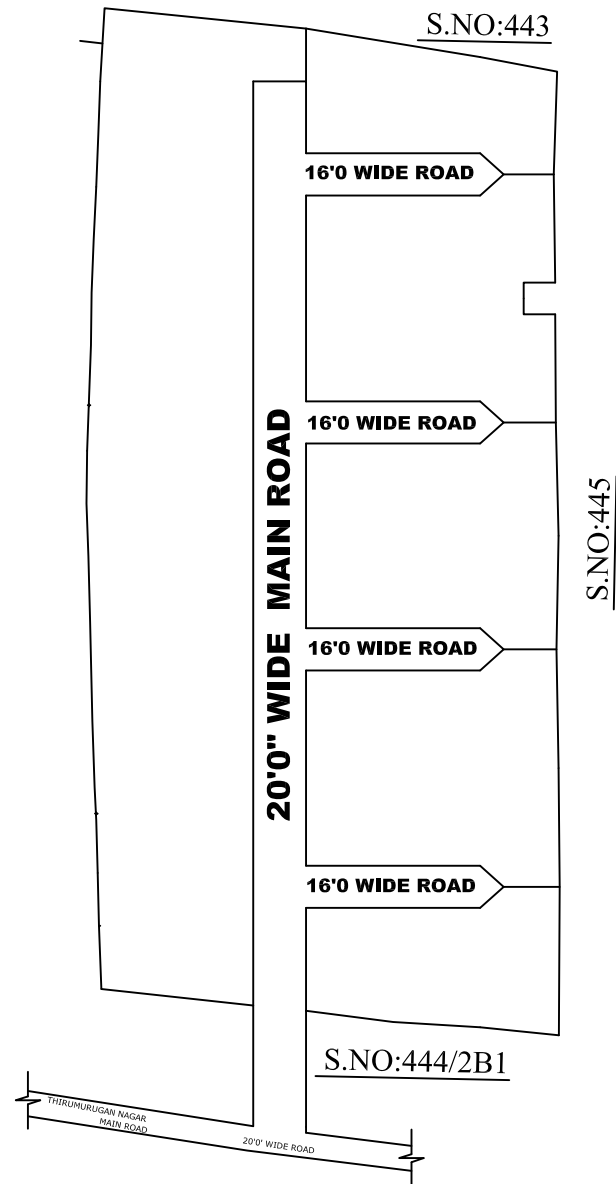 S.NO:443
16'0 WIDE ROAD
16'0 WIDE ROAD
20'0" WIDE MAIN ROAD
S.NO:445
16'0 WIDE ROAD
16'0 WIDE ROAD
S.NO:444/2B1
THIRUMURUGAN NAGAR
MAIN ROAD
20'0' WIDE ROAD